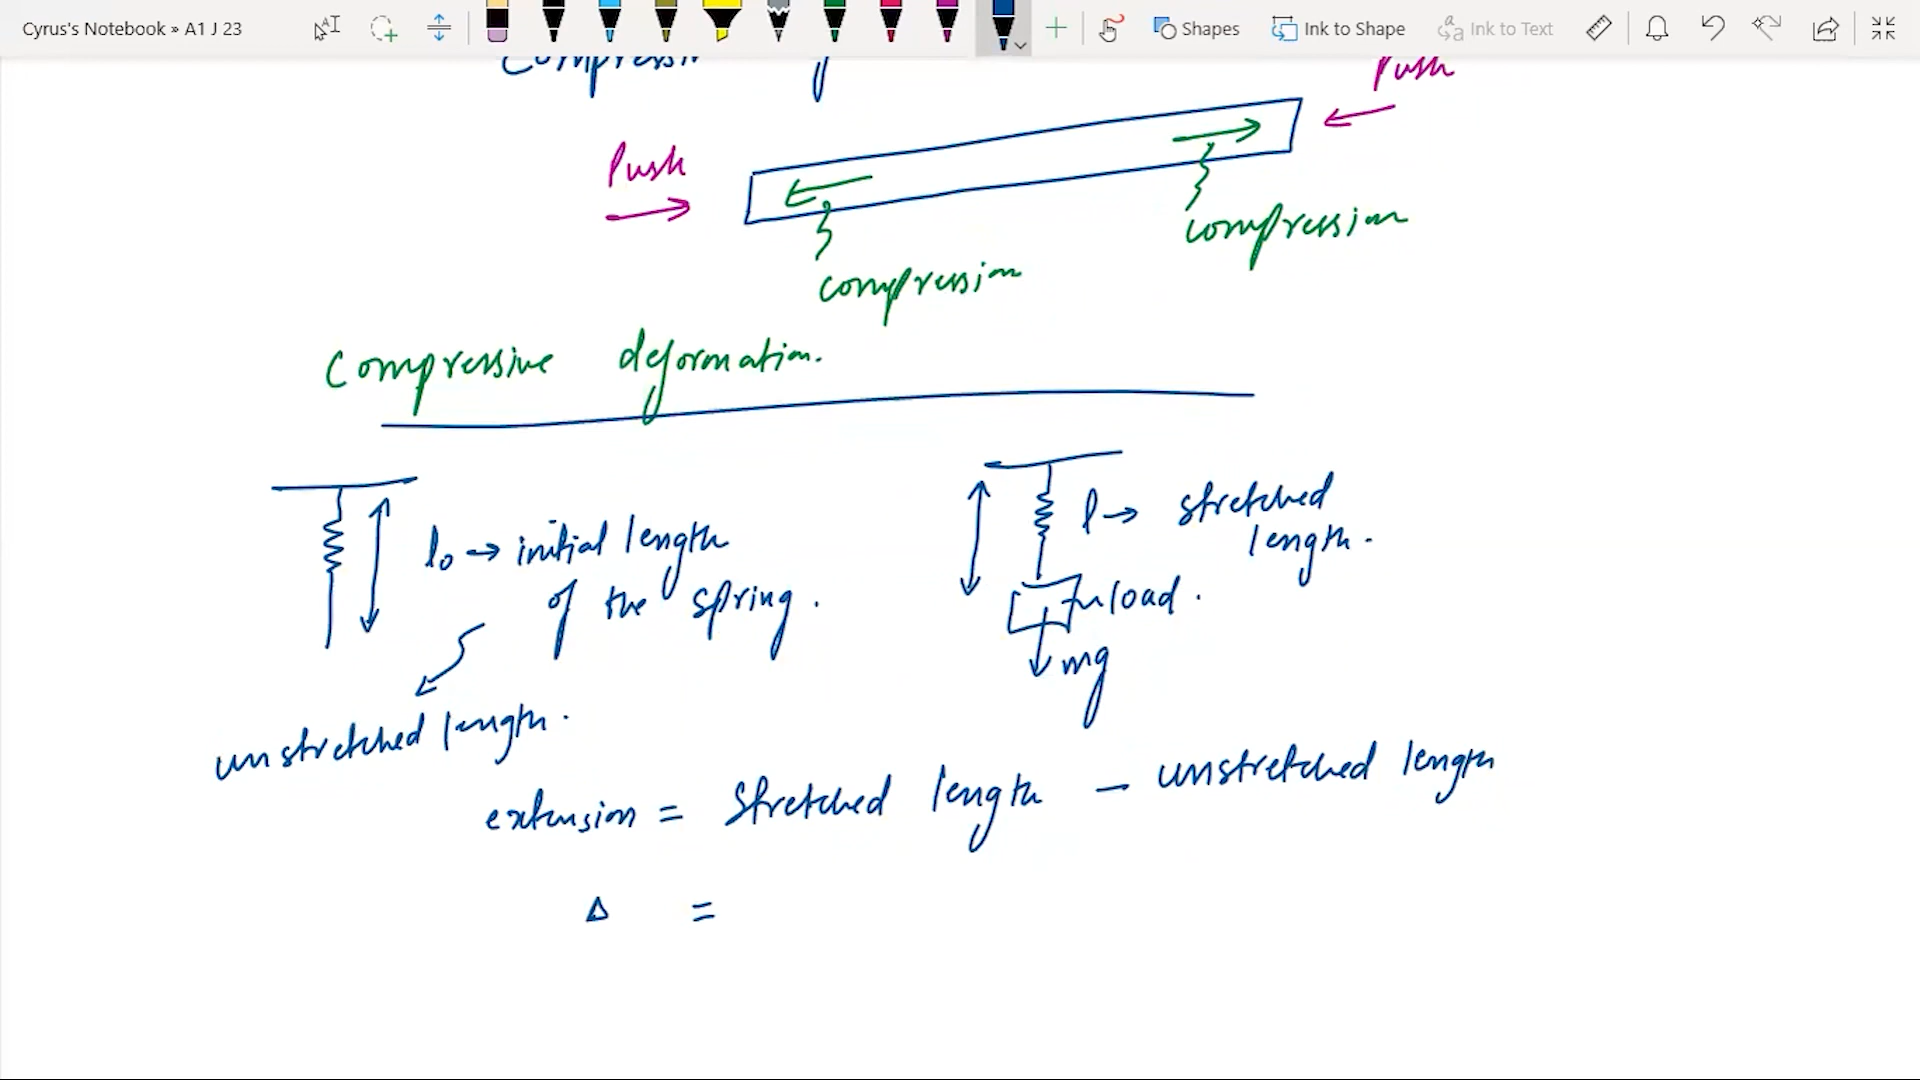 Cyrus's Notebook » A1 J 23
Shapes
Ink to Shape
Ink to Text
Push
Push
compression
compression
Compressive deformation.
l₀ → initial length
of the spring.
unstretched length.
l → stretched
length.
load.
mg
extension = Stretched length - unstretched length
Δ =